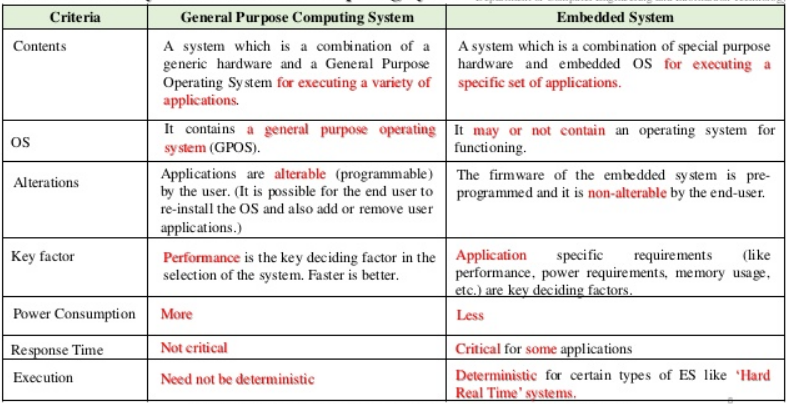 Criteria
General Purpose Computing System
Embedded System
Contents
A system which is a combination of a
generic hardware and a General Purpose
Operating System for executing a variety of
applications.
A system which is a combination of special purpose
hardware and embedded OS for executing a
specific set of applications.
OS
It contains a general purpose operating
system (GPOS).
It may or not contain an operating system for
functioning.
Alterations
Applications are alterable (programmable)
by the user. (It is possible for the end user to
re-install the OS and also add or remove user
applications.)
The firmware of the embedded system is pre-
programmed and it is non-alterable by the end-user.
Key factor
Performance is the key deciding factor in the
selection of the system. Faster is better.
Application specific requirements (like
performance, power requirements, memory usage,
etc.) are key deciding factors.
Power Consumption
More
Less
Response Time
Not critical
Critical for some applications
Execution
Need not be deterministic
Deterministic for certain types of ES like ‘Hard
Real Time’ systems.